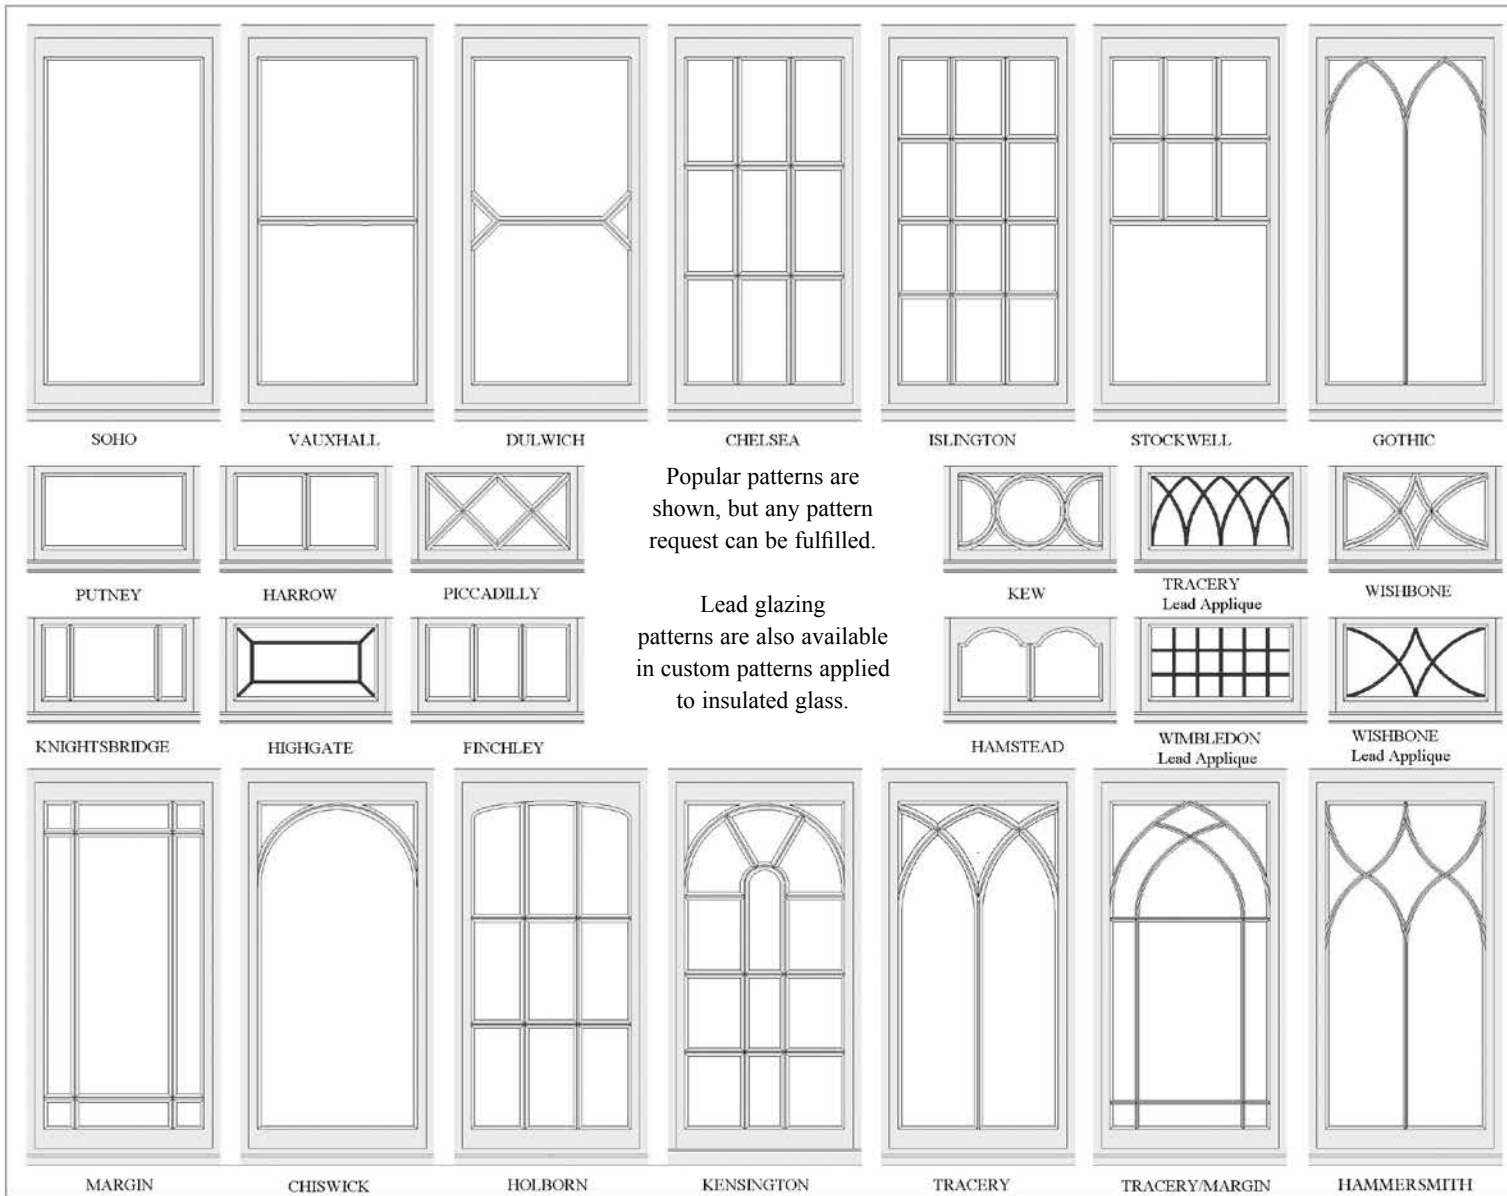 SOHO
VAUXHALL
DULWICH
CHELSEA
ISLINGTON
STOCKWELL
GOTHIC
Popular patterns are
shown, but any pattern
request can be fulfilled.
PUTNEY
HARROW
PICCADILLY
KEW
TRACERY
Lead Applique
WISHBONE
Lead glazing
patterns are also available
in custom patterns applied
to insulated glass.
KNIGHTSBRIDGE
HIGHGATE
FINCHLEY
HAMSTEAD
WIMBLEDON
Lead Applique
WISHBONE
Lead Applique
MARGIN
CHISWICK
HOLBORN
KENSINGTON
TRACERY
TRACERY/MARGIN
HAMMERSMITH